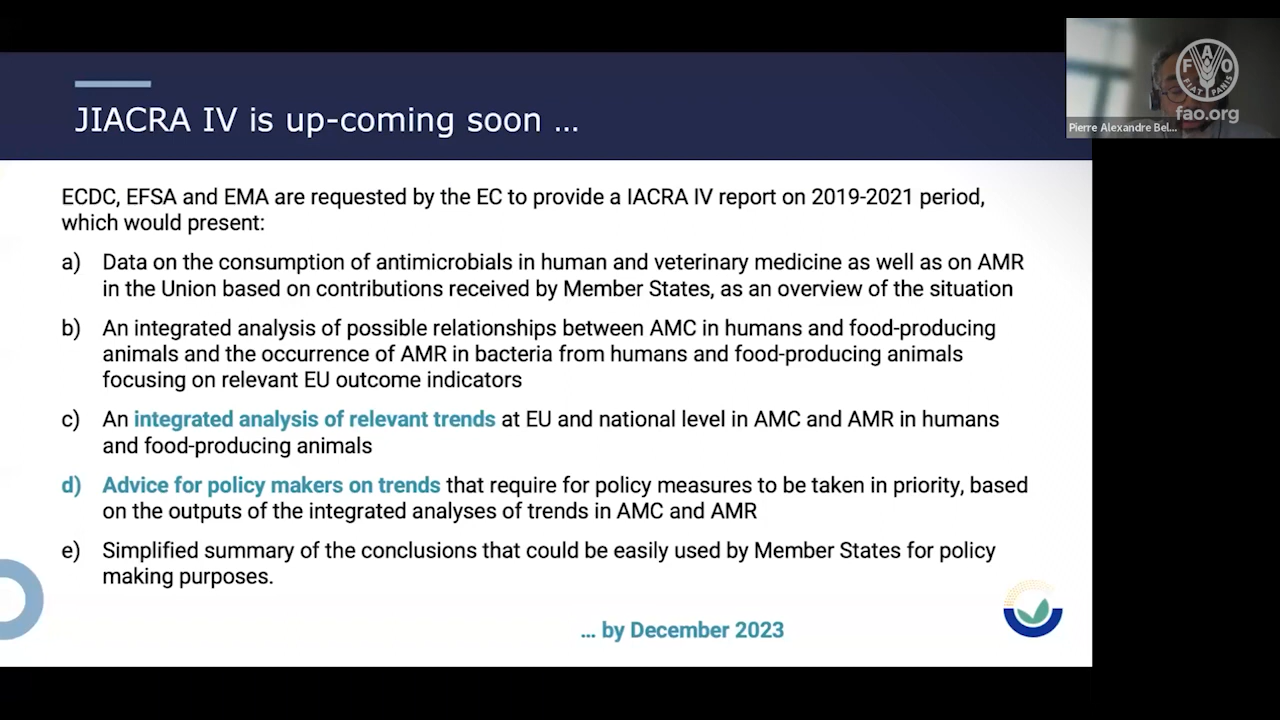 JIACRA IV is up-coming soon ...
ECDC, EFSA and EMA are requested by the EC to provide a IACRA IV report on 2019-2021 period,
which would present:
a) Data on the consumption of antimicrobials in human and veterinary medicine as well as on AMR
in the Union based on contributions received by Member States, as an overview of the situation
b) An integrated analysis of possible relationships between AMC in humans and food-producing
animals and the occurrence of AMR in bacteria from humans and food-producing animals
focusing on relevant EU outcome indicators
c) An integrated analysis of relevant trends at EU and national level in AMC and AMR in humans
and food-producing animals
d) Advice for policy makers on trends that require for policy measures to be taken in priority, based
on the outputs of the integrated analyses of trends in AMC and AMR
e) Simplified summary of the conclusions that could be easily used by Member States for policy
making purposes.
... by December 2023
F A O
FIAT PANIS
fao.org
Pierre Alexandre Bel...